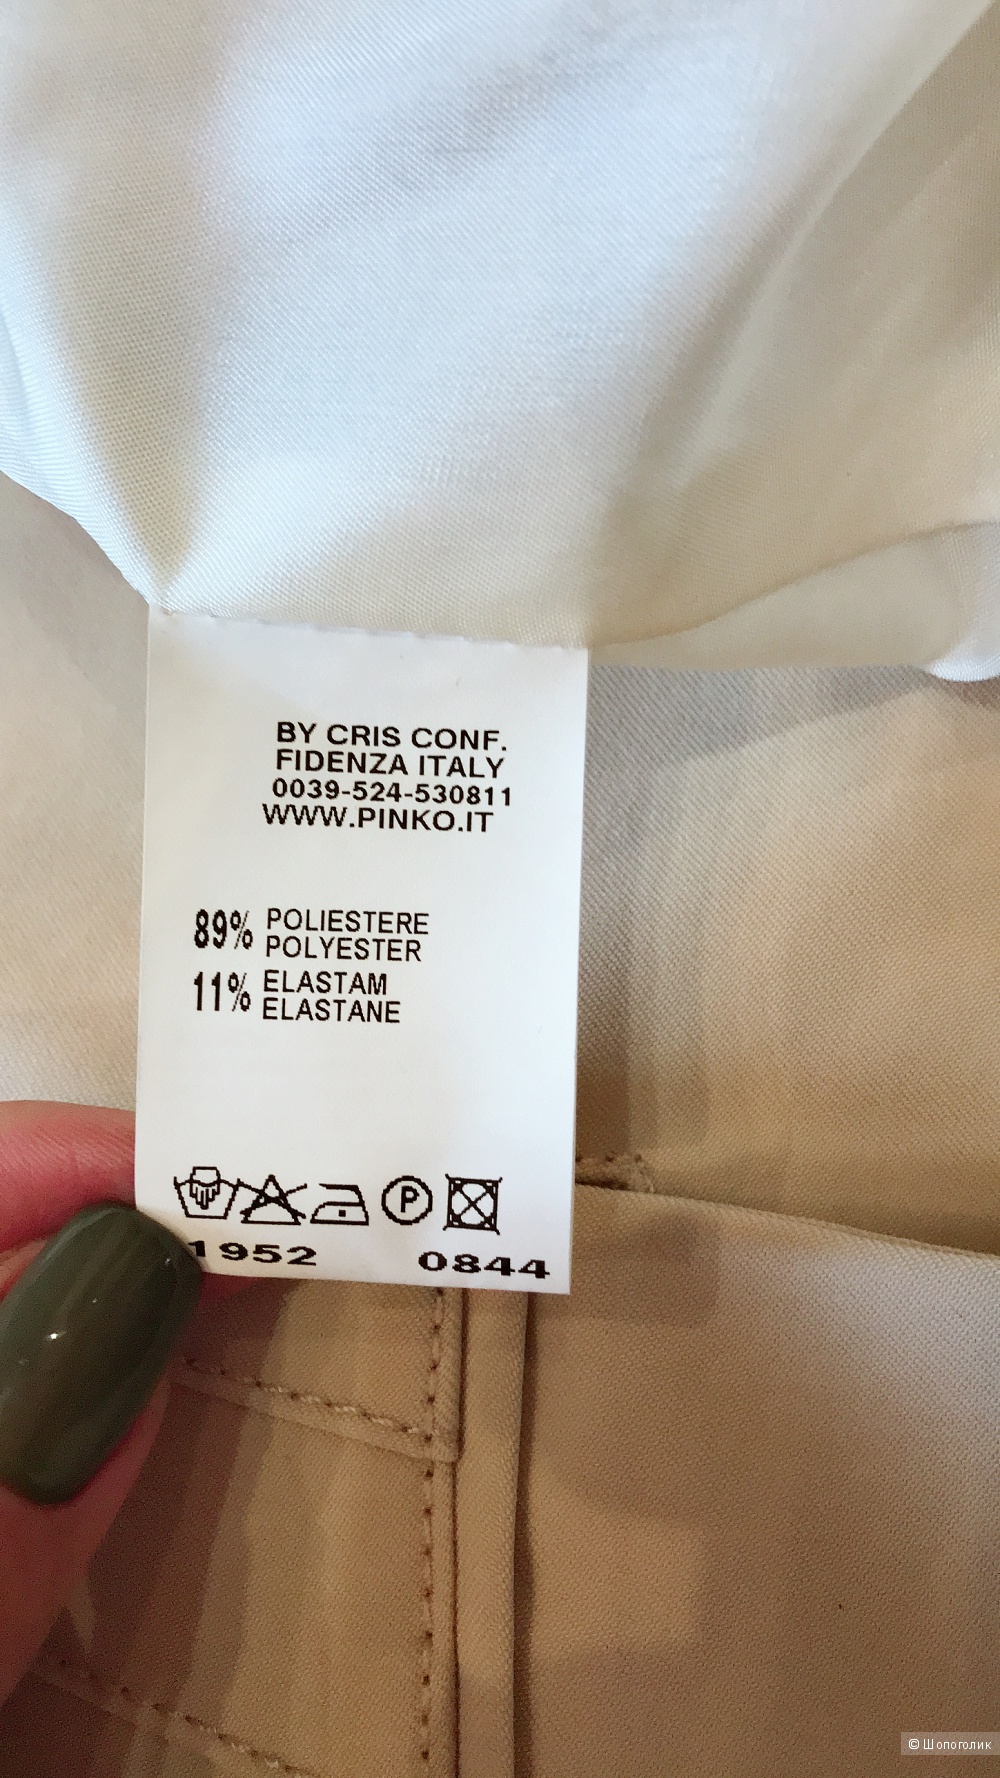 BY CRIS CONF.
FIDENZA ITALY
0039-524-530811
WWW.PINKO.IT
89% POLIESTERE
POLYESTER
11% ELASTAM
ELASTANE
P
1952 0844
© Шопоголик